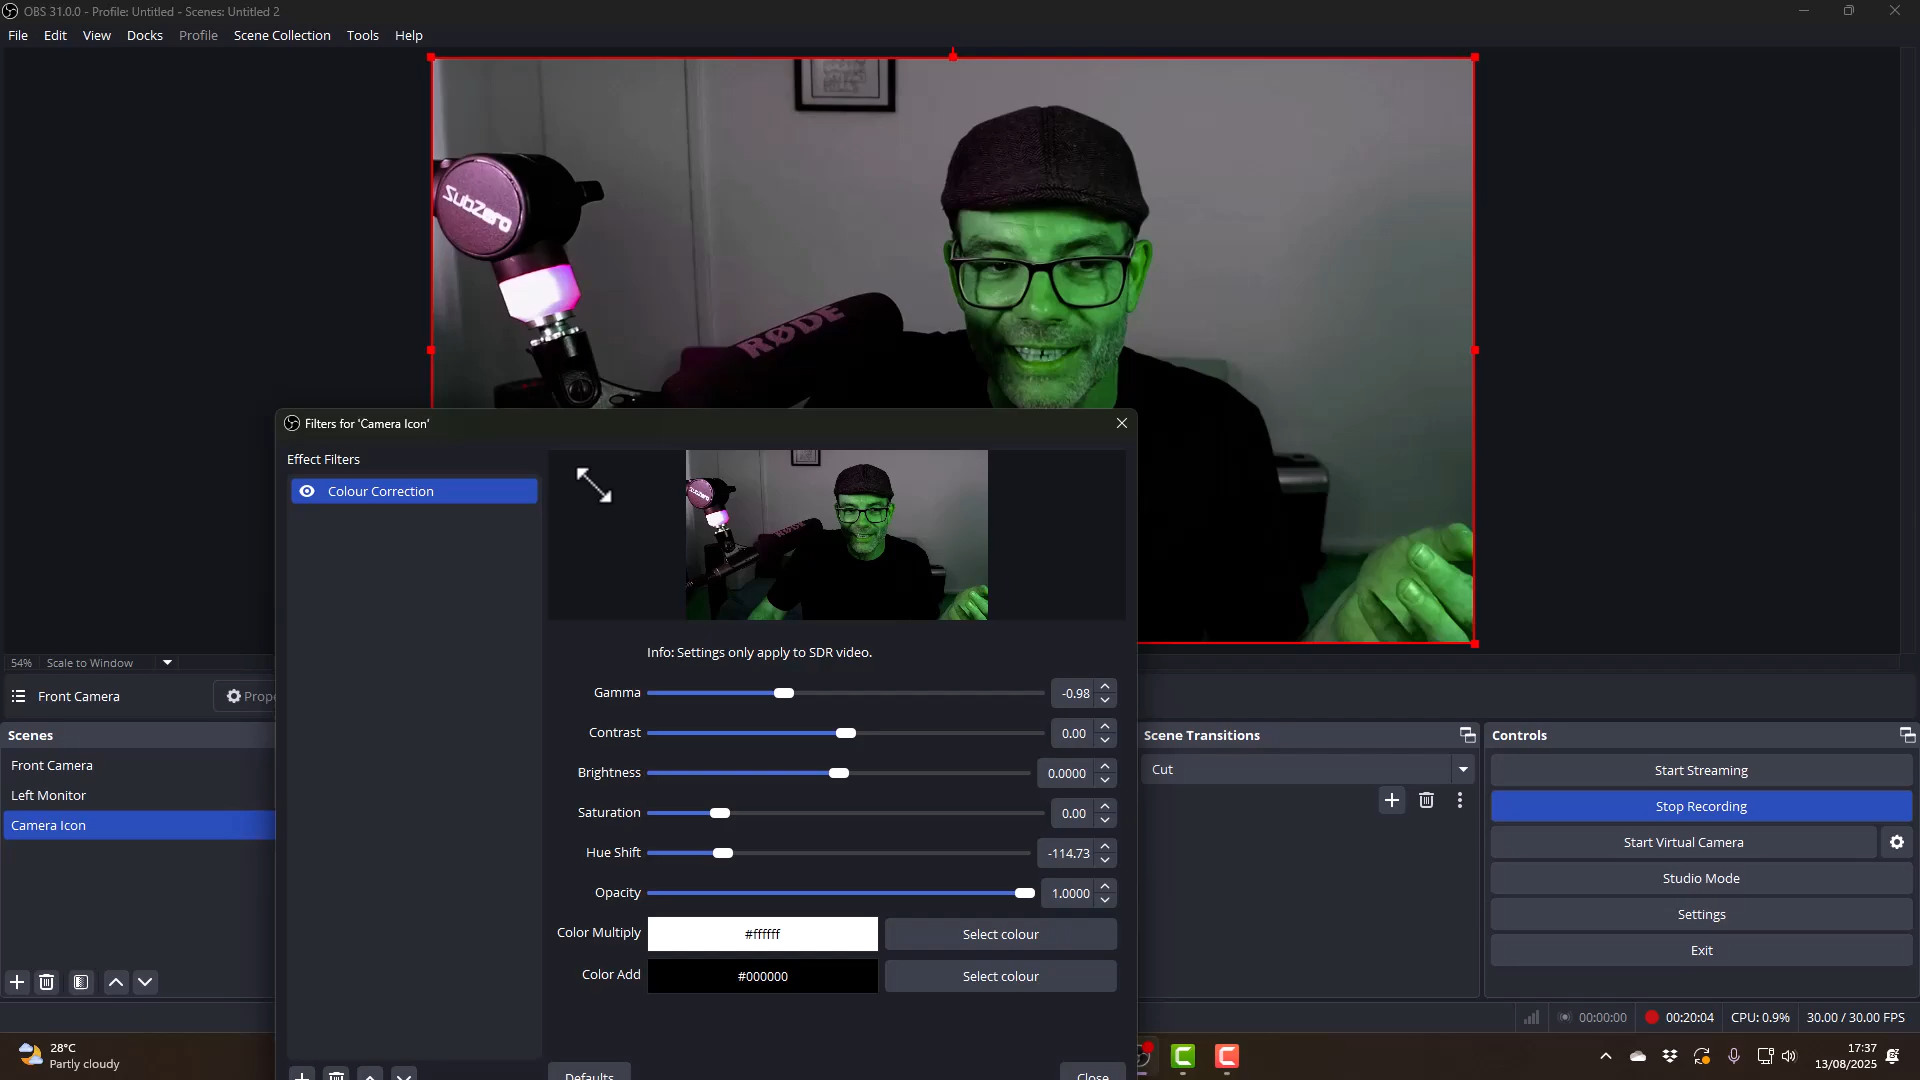 OBS 31.0.0 - Profile: Untitled - Scenes: Untitled 2
File Edit View Docks Profile Scene Collection Tools Help
SubZero
RØDE
Filters for 'Camera Icon'
Effect Filters
Colour Correction
Info: Settings only apply to SDR video.
Gamma -0.98
Contrast 0.00
Brightness 0.0000
Saturation 0.00
Hue Shift -114.73
Opacity 1.0000
Color Multiply #ffffff Select colour
Color Add #000000 Select colour
Defaults Close
54% Scale to Window
Front Camera
Scenes
Front Camera
Left Monitor
Camera Icon
Scene Transitions
Cut
Controls
Start Streaming
Stop Recording
Start Virtual Camera
Studio Mode
Settings
Exit
00:00:00 00:20:04 CPU: 0.9% 30.00 / 30.00 FPS
28°C
Partly cloudy
17:37
13/08/2025